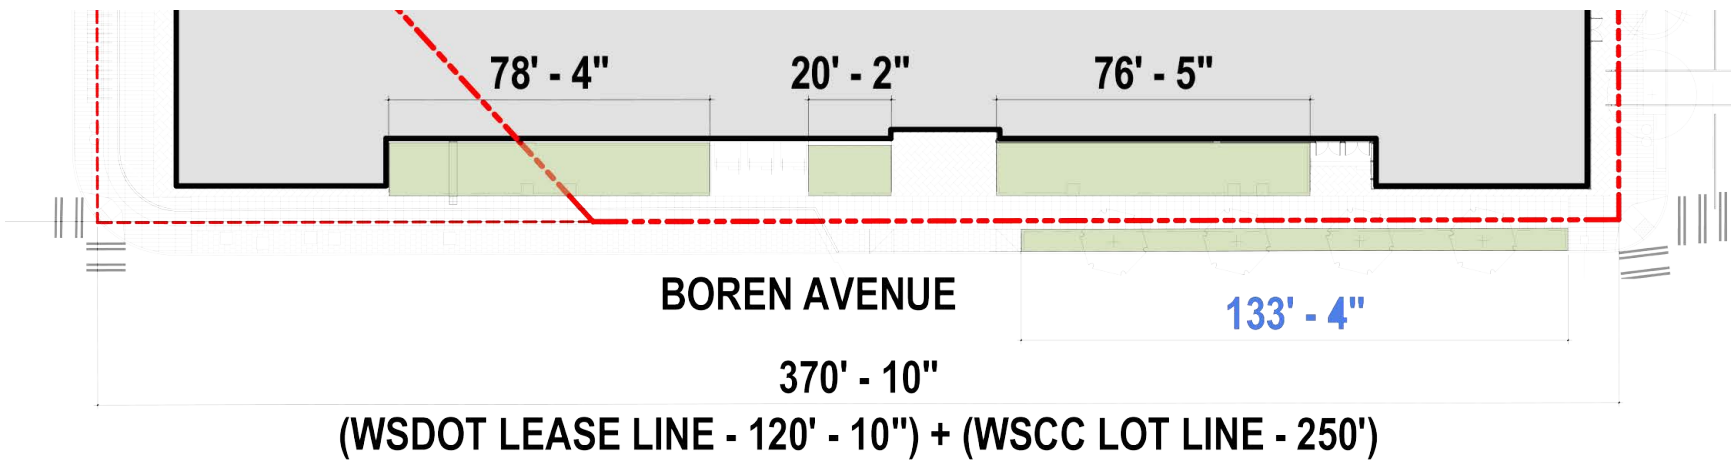 78' - 4" 20' - 2" 76' - 5"
BOREN AVENUE
133' - 4"
370' - 10"
(WSDOT LEASE LINE - 120' - 10") + (WSCC LOT LINE - 250')